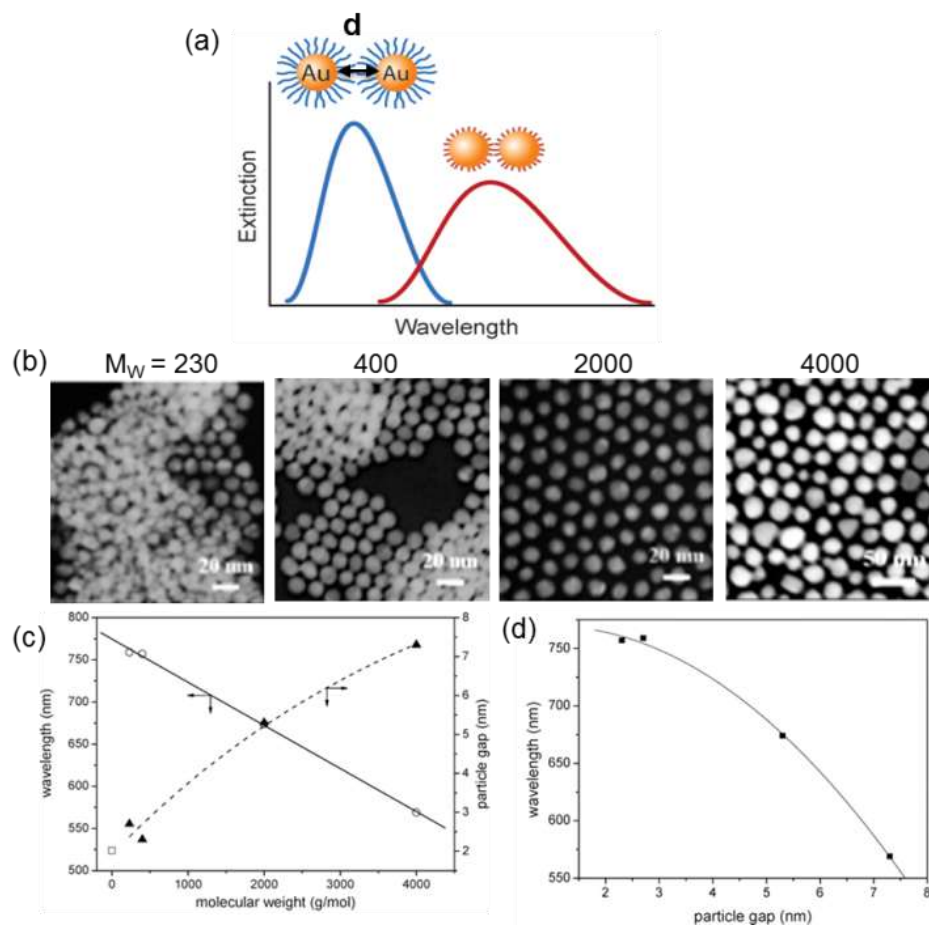 (a)
d
Au
Au
Extinction
Wavelength
(b)
M_W = 230
400
2000
4000
20 nm
20 nm
20 nm
50 nm
(c)
800
750
700
650
600
550
500
wavelength (nm)
8
7
6
5
4
3
2
particle gap (nm)
0
1000
2000
3000
4000
molecular weight (g/mol)
(d)
750
700
650
600
550
wavelength (nm)
2
3
4
5
6
7
8
particle gap (nm)